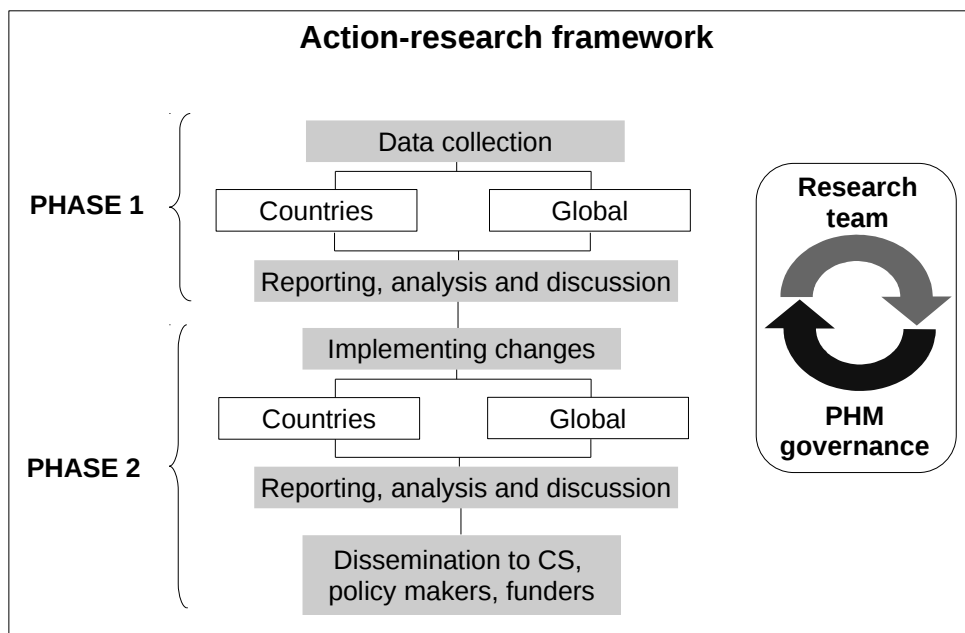 Action-research framework
PHASE 1
Data collection
Countries
Global
Reporting, analysis and discussion
PHASE 2
Implementing changes
Countries
Global
Reporting, analysis and discussion
Dissemination to CS,
policy makers, funders
Research
team
PHM
governance